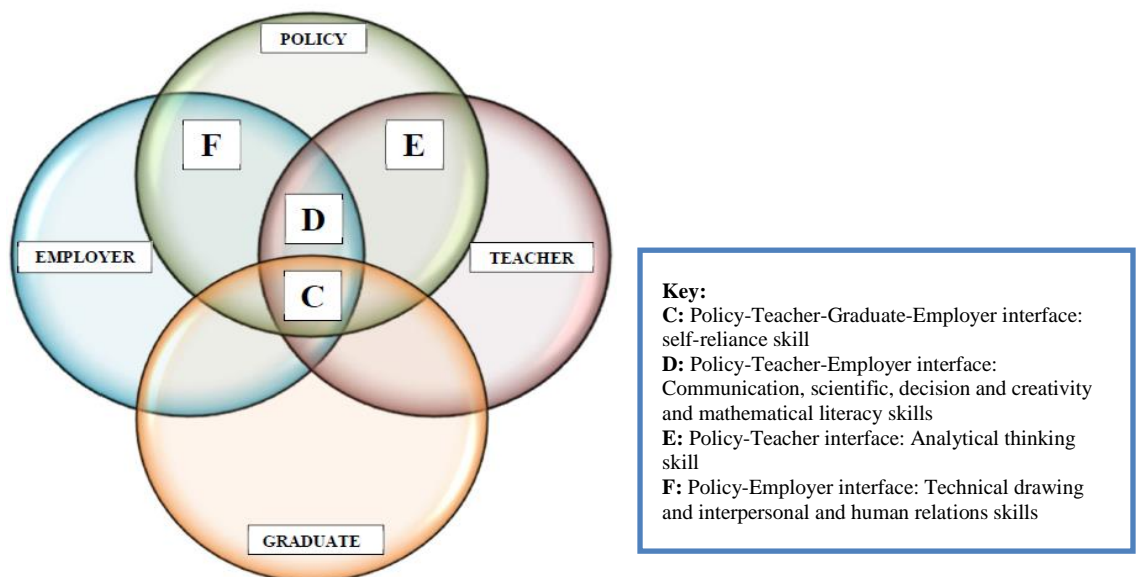 POLICY
F
E
D
EMPLOYER
TEACHER
C
GRADUATE
Key:
C: Policy-Teacher-Graduate-Employer interface:
self-reliance skill
D: Policy-Teacher-Employer interface:
Communication, scientific, decision and creativity
and mathematical literacy skills
E: Policy-Teacher interface: Analytical thinking
skill
F: Policy-Employer interface: Technical drawing
and interpersonal and human relations skills